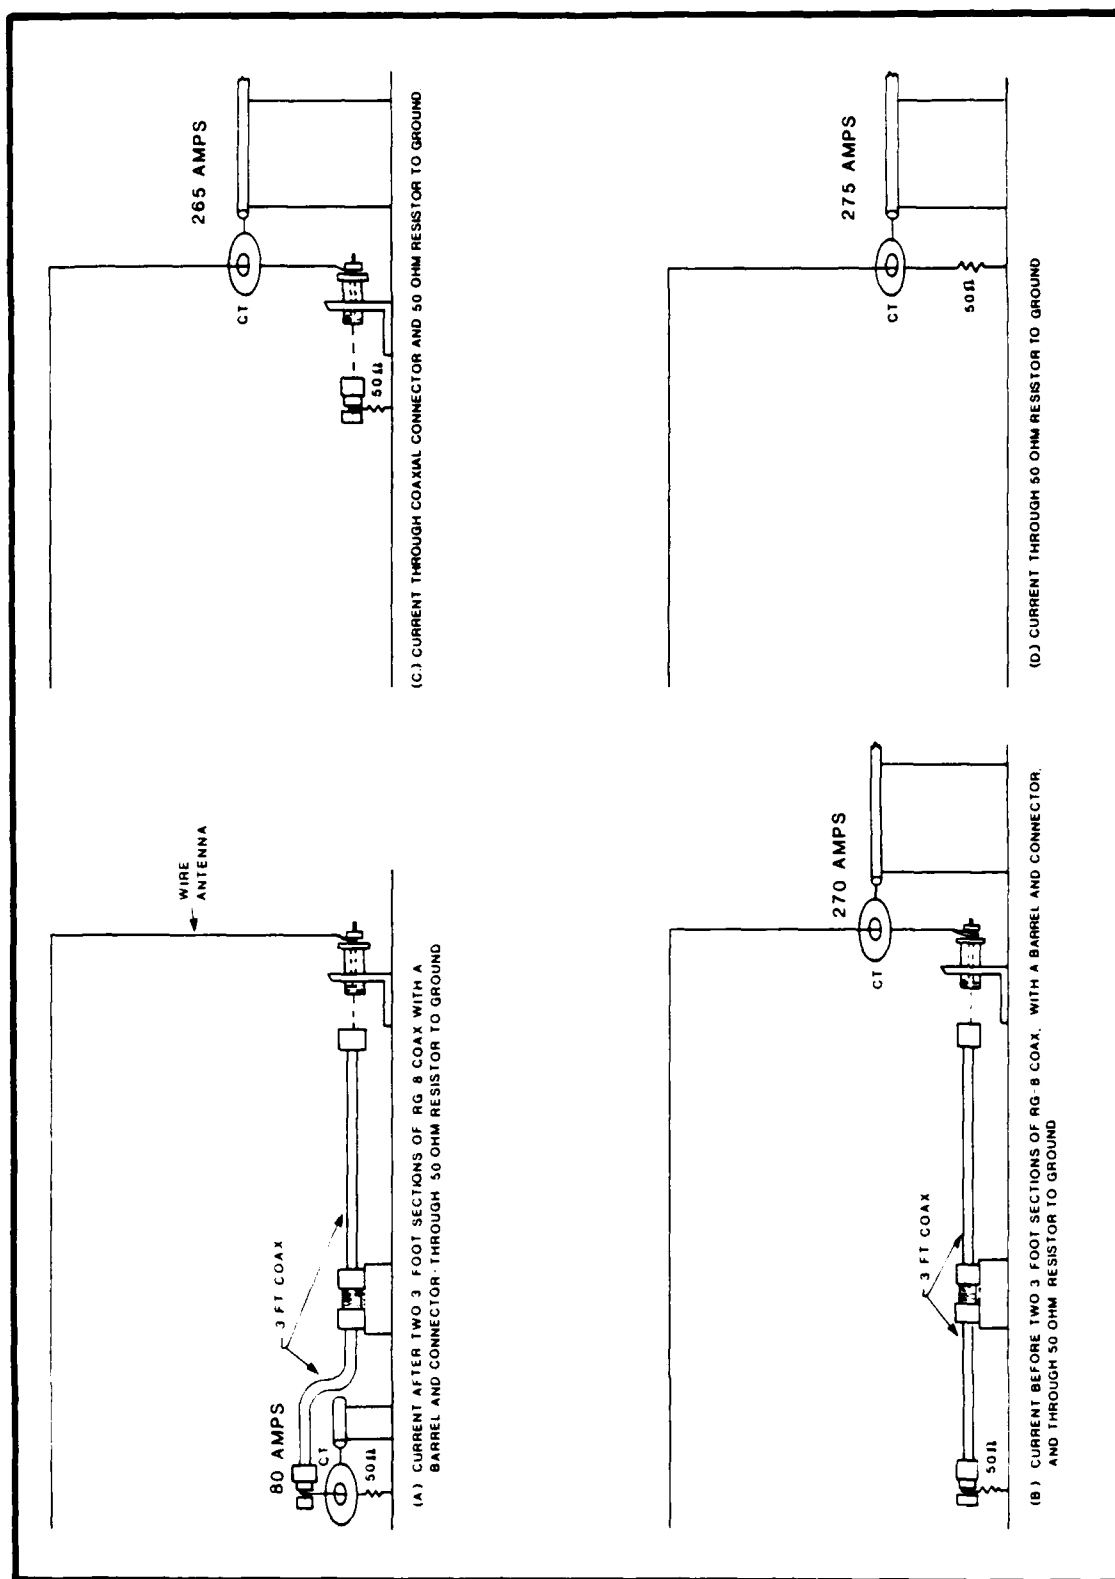 WIRE
ANTENNA
3 FT COAX
80 AMPS
CT
50Ω
(A) CURRENT AFTER TWO 3 FOOT SECTIONS OF RG 8 COAX WITH A
BARREL AND CONNECTOR-THROUGH 50 OHM RESISTOR TO GROUND
270 AMPS
CT
3 FT COAX
50Ω
(B) CURRENT BEFORE TWO 3 FOOT SECTIONS OF RG-8 COAX, WITH A BARREL AND CONNECTOR,
AND THROUGH 50 OHM RESISTOR TO GROUND
265 AMPS
CT
50Ω
(C.) CURRENT THROUGH COAXIAL CONNECTOR AND 50 OHM RESISTOR TO GROUND
275 AMPS
CT
50Ω
(D.) CURRENT THROUGH 50 OHM RESISTOR TO GROUND